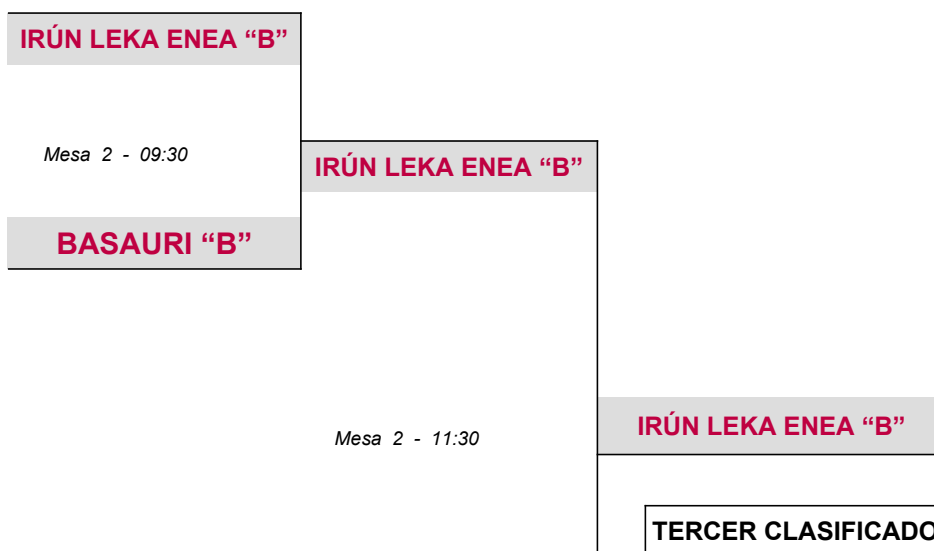 IRÚN LEKA ENEA “B”
Mesa 2 - 09:30
IRÚN LEKA ENEA “B”
BASAURI “B”
IRÚN LEKA ENEA “B”
Mesa 2 - 11:30
TERCER CLASIFICADO